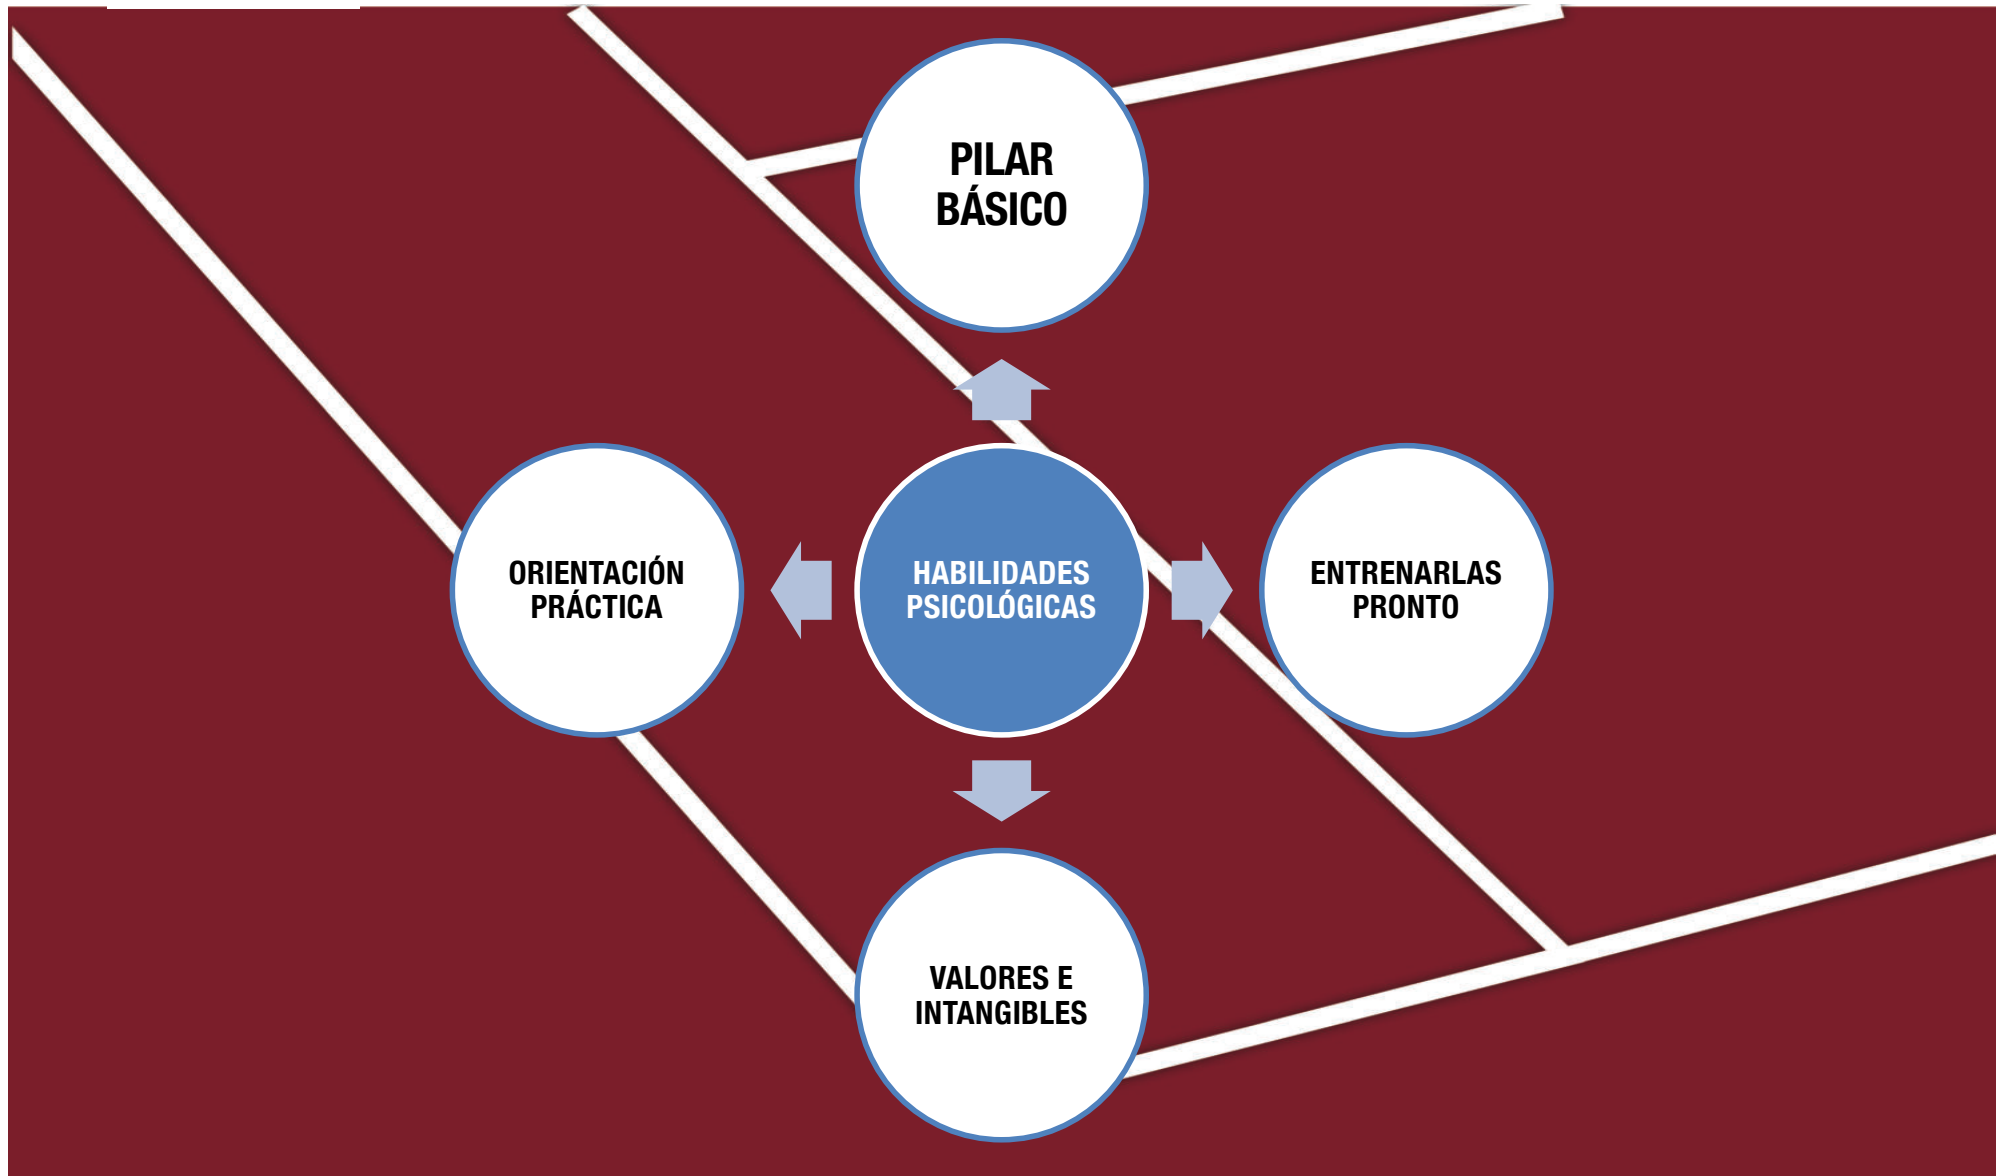 PILAR
BÁSICO
ORIENTACIÓN
PRÁCTICA
HABILIDADES
PSICOLÓGICAS
ENTRENARLAS
PRONTO
VALORES E
INTANGIBLES